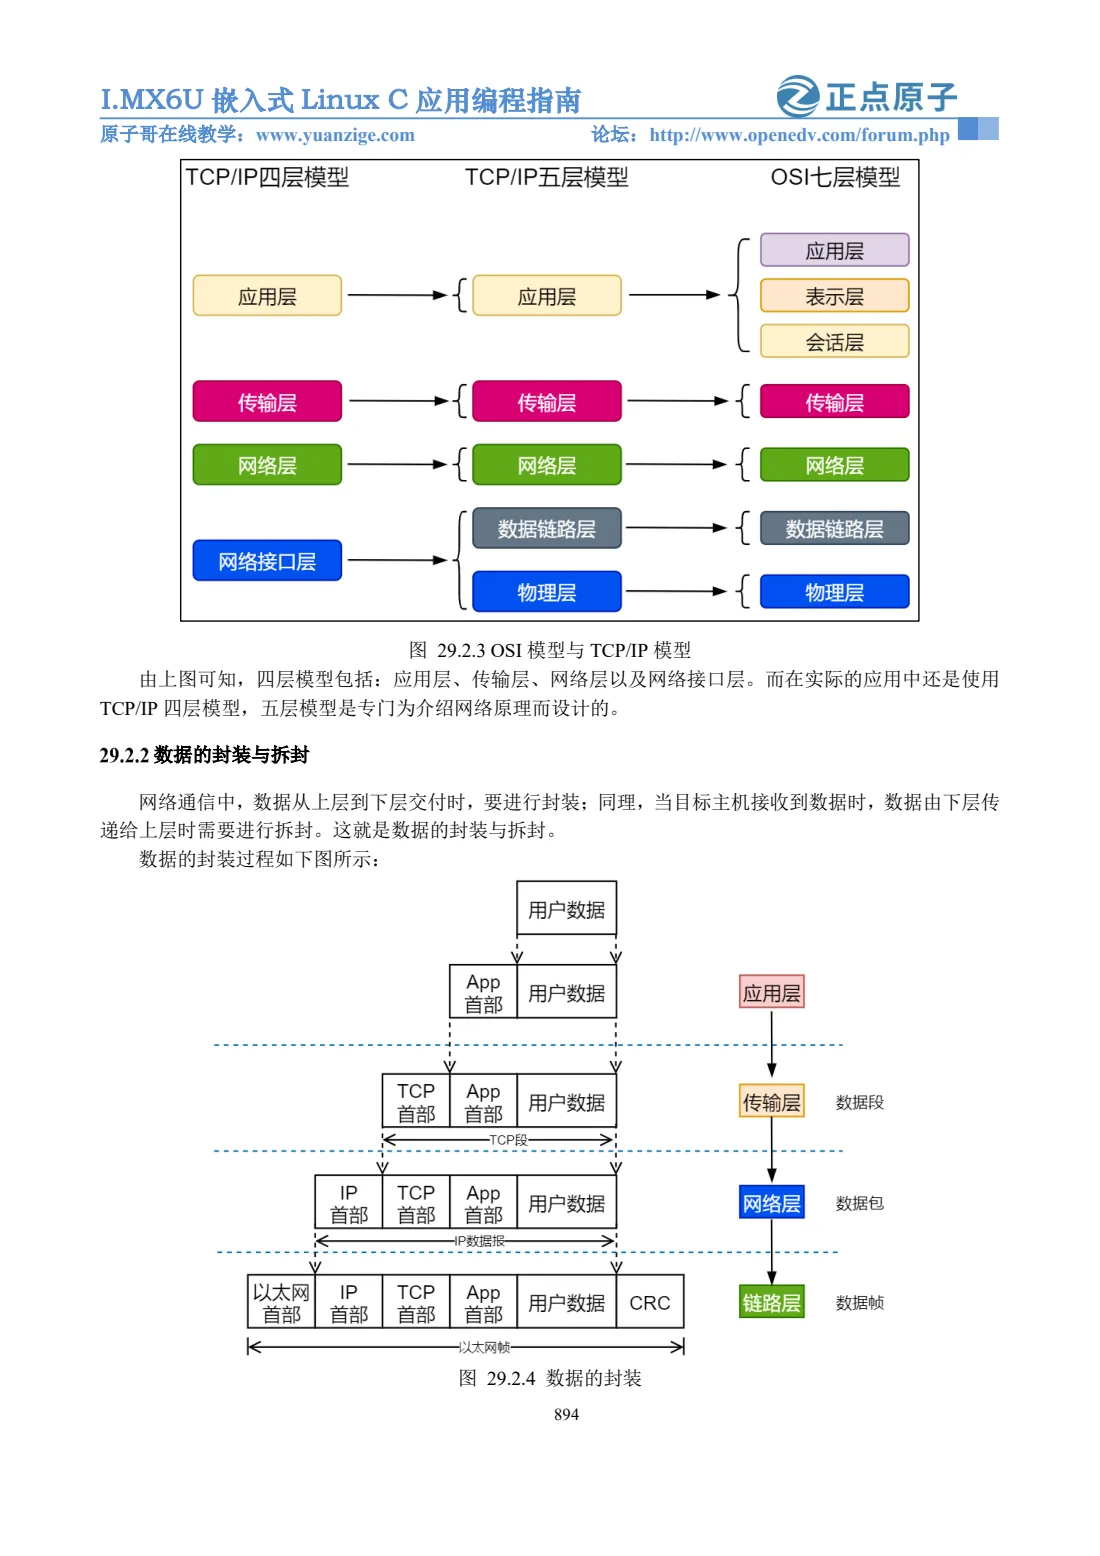 I.MX6U 嵌入式 Linux C 应用编程指南
正点原子
原子哥在线教学：www.yuanzige.com 论坛：http://www.openedv.com/forum.php
TCP/IP四层模型 TCP/IP五层模型 OSI七层模型
应用层
应用层 应用层 表示层
会话层
传输层 传输层 传输层
网络层 网络层 网络层
数据链路层 数据链路层
网络接口层
物理层 物理层
图 29.2.3 OSI 模型与 TCP/IP 模型
由上图可知，四层模型包括：应用层、传输层、网络层以及网络接口层。而在实际的应用中还是使用
TCP/IP 四层模型，五层模型是专门为介绍网络原理而设计的。
29.2.2 数据的封装与拆封
网络通信中，数据从上层到下层交付时，要进行封装；同理，当目标主机接收到数据时，数据由下层传
递给上层时需要进行拆封。这就是数据的封装与拆封。
数据的封装过程如下图所示：
用户数据
App
首部 用户数据 应用层
TCP App
首部 首部 用户数据 传输层 数据段
TCP段
IP TCP App
首部 首部 首部 用户数据 网络层 数据包
IP数据报
以太网 IP TCP App
首部 首部 首部 首部 用户数据 CRC 链路层 数据帧
以太网帧
图 29.2.4 数据的封装
894